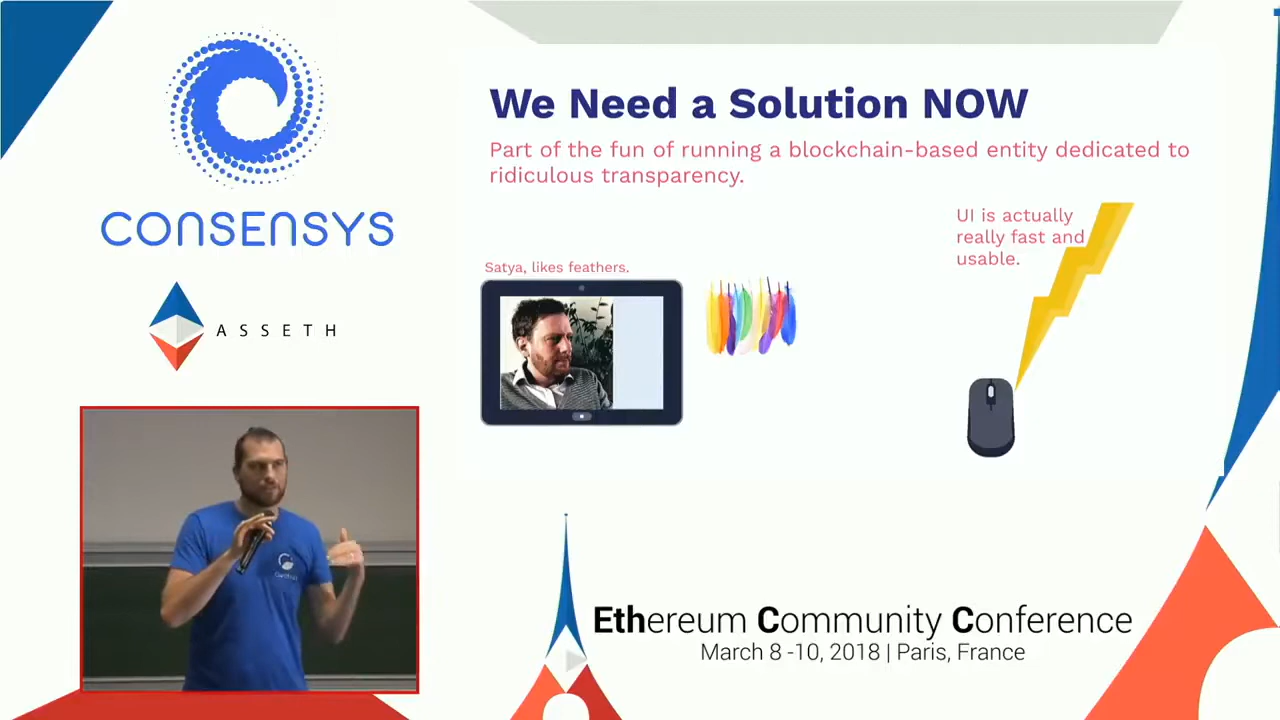 CONSENSYS
ASSETH
We Need a Solution NOW
Part of the fun of running a blockchain-based entity dedicated to
ridiculous transparency.
UI is actually
really fast and
usable.
Satya, likes feathers.
Ethereum Community Conference
March 8 -10, 2018 | Paris, France